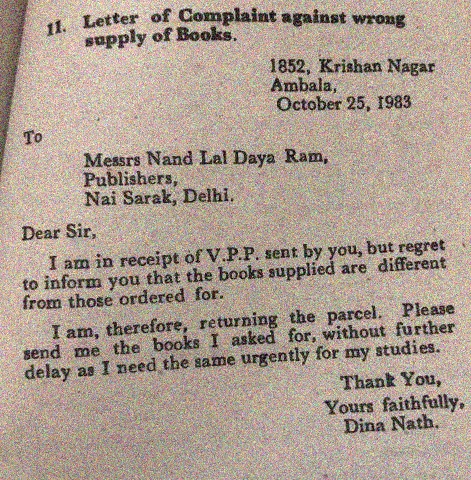 11. Letter of Complaint against wrong
supply of Books.
1852, Krishan Nagar
Ambala,
October 25, 1983
To
Messrs Nand Lal Daya Ram,
Publishers,
Nai Sarak, Delhi.
Dear Sir,
I am in receipt of V.P.P. sent by you, but regret
to inform you that the books supplied are different
from those ordered for.
I am, therefore, returning the parcel. Please
send me the books I asked for, without further
delay as I need the same urgently for my studies.
Thank You,
Yours faithfully,
Dina Nath.